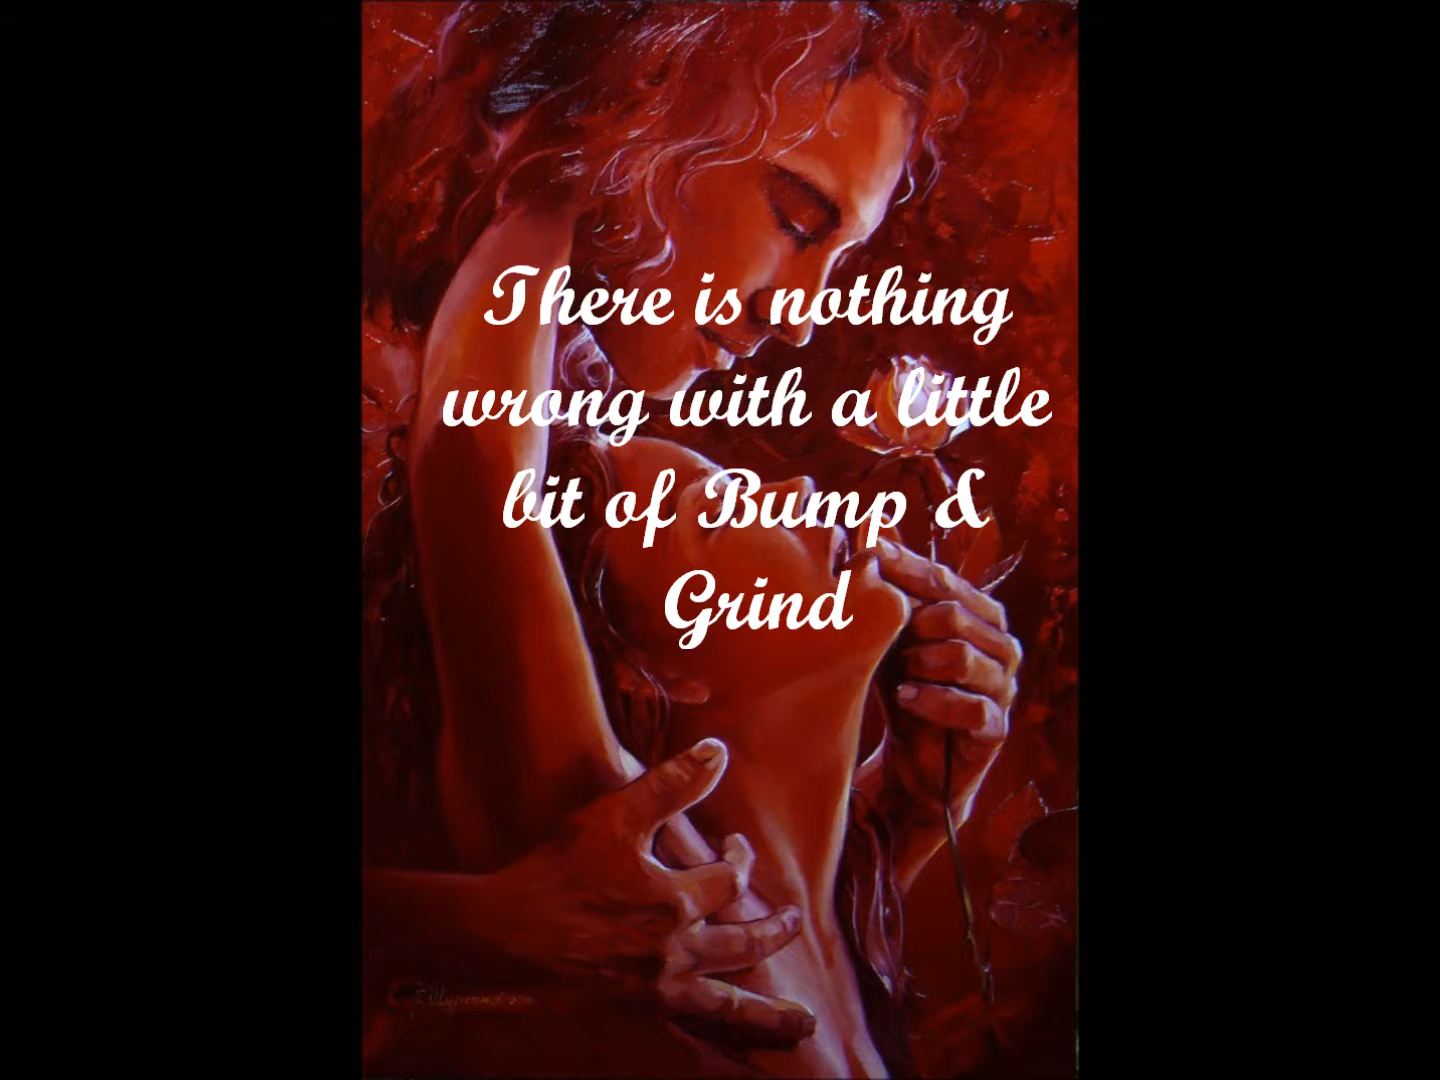 There is nothing
wrong with a little
bit of Bump &
Grind